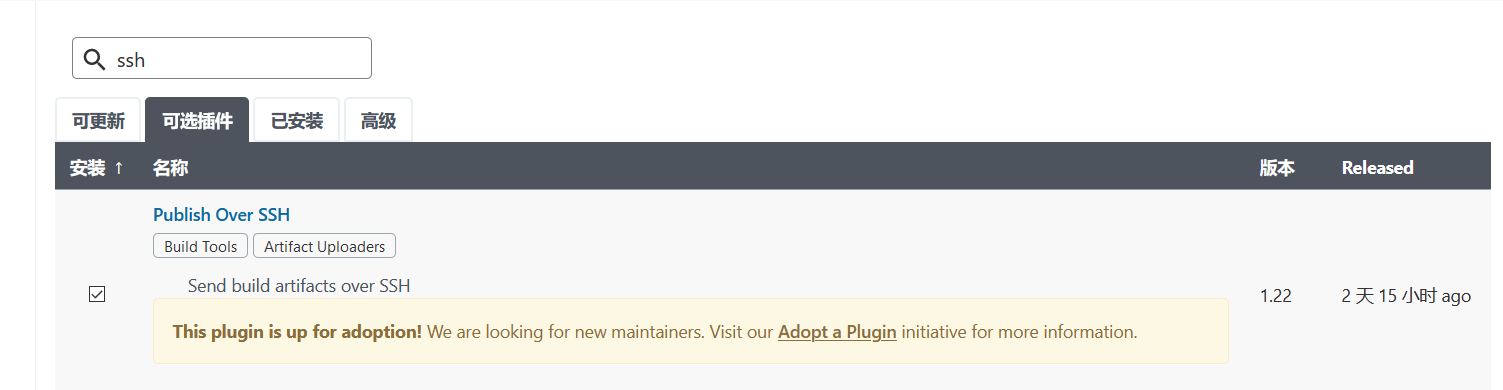 ssh
可更新 可选插件 已安装 高级
安装 ↑ 名称 版本 Released
Publish Over SSH
Build Tools Artifact Uploaders
Send build artifacts over SSH
1.22 2 天 15 小时 ago
This plugin is up for adoption! We are looking for new maintainers. Visit our Adopt a Plugin initiative for more information.